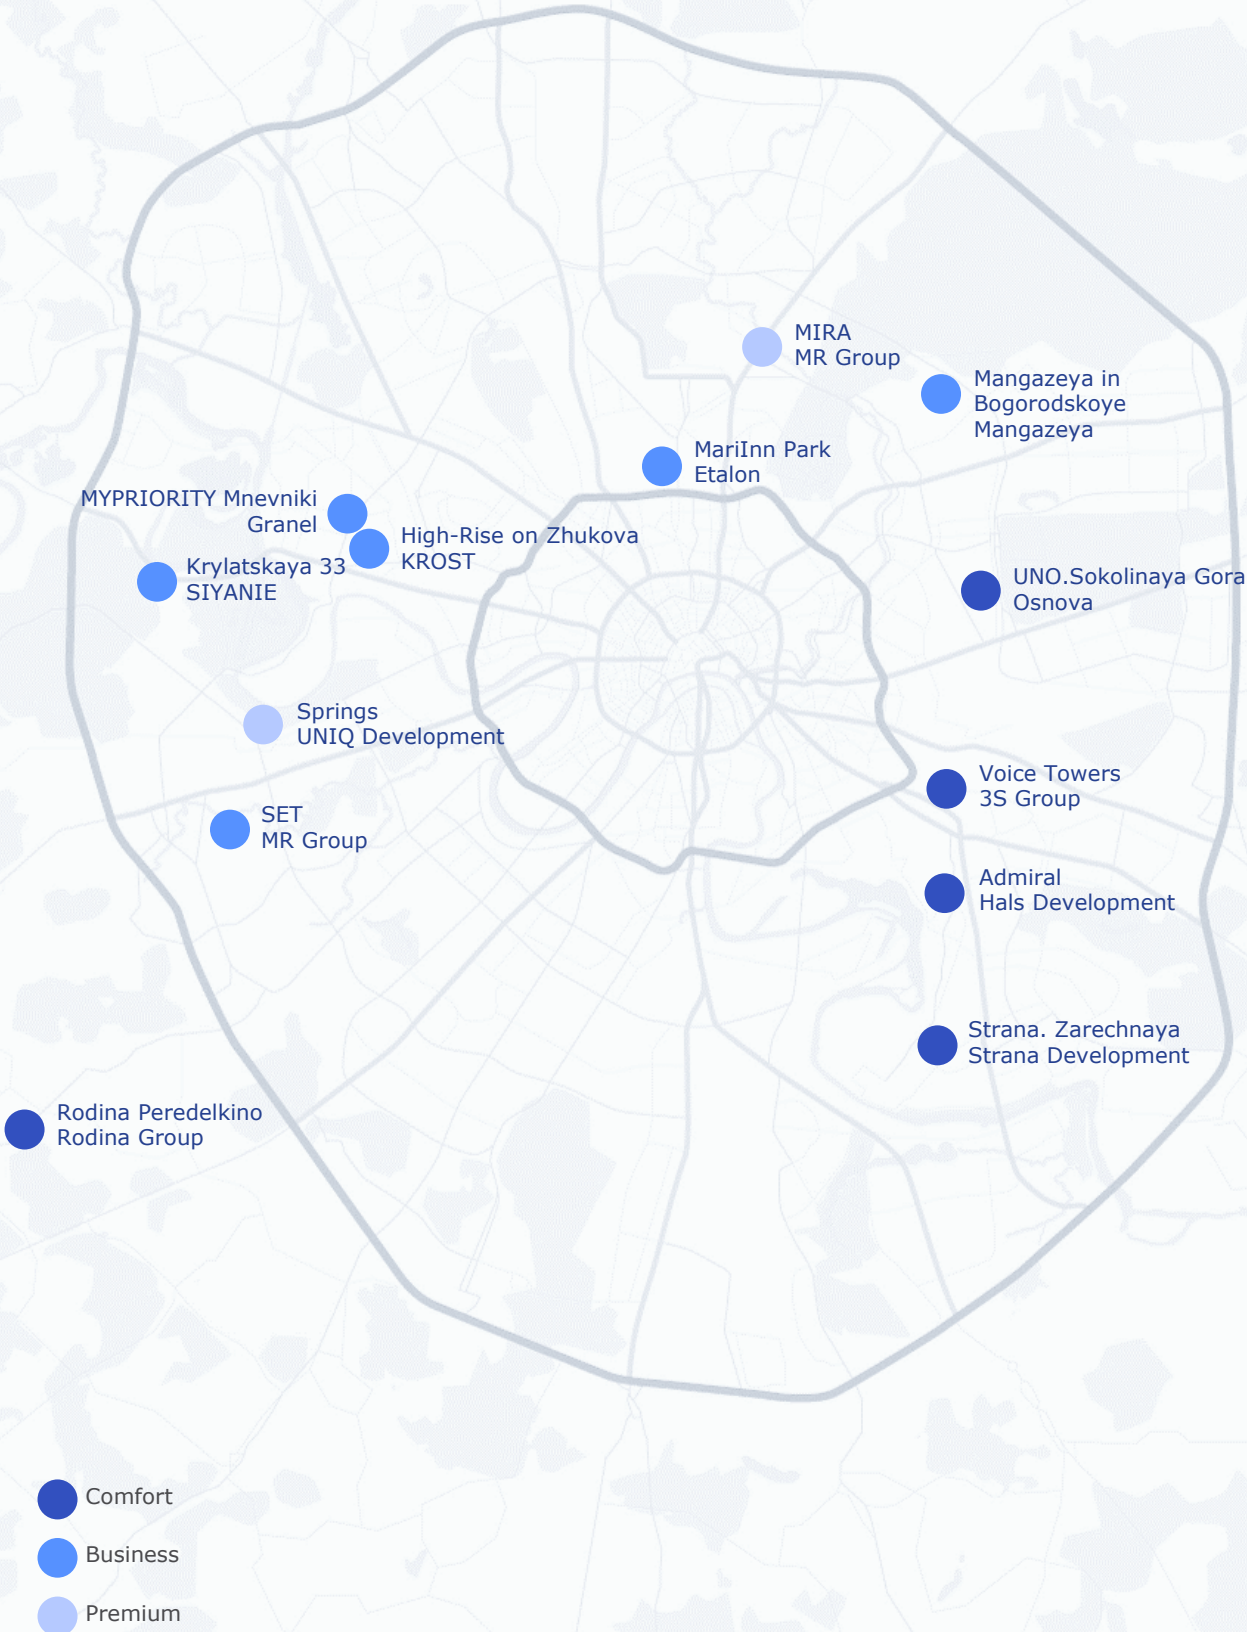 MIRA
MR Group
Mangazeya in
Bogorodskoye
Mangazeya
MariInn Park
Etalon
MYPRIORITY Mnevniki
Granel
High-Rise on Zhukova
KROST
Krylatskaya 33
SIYANIE
UNO.Sokolinaya Gora
Osnova
Springs
UNIQ Development
Voice Towers
3S Group
SET
MR Group
Admiral
Hals Development
Strana. Zarechnaya
Strana Development
Rodina Peredelkino
Rodina Group
Comfort
Business
Premium